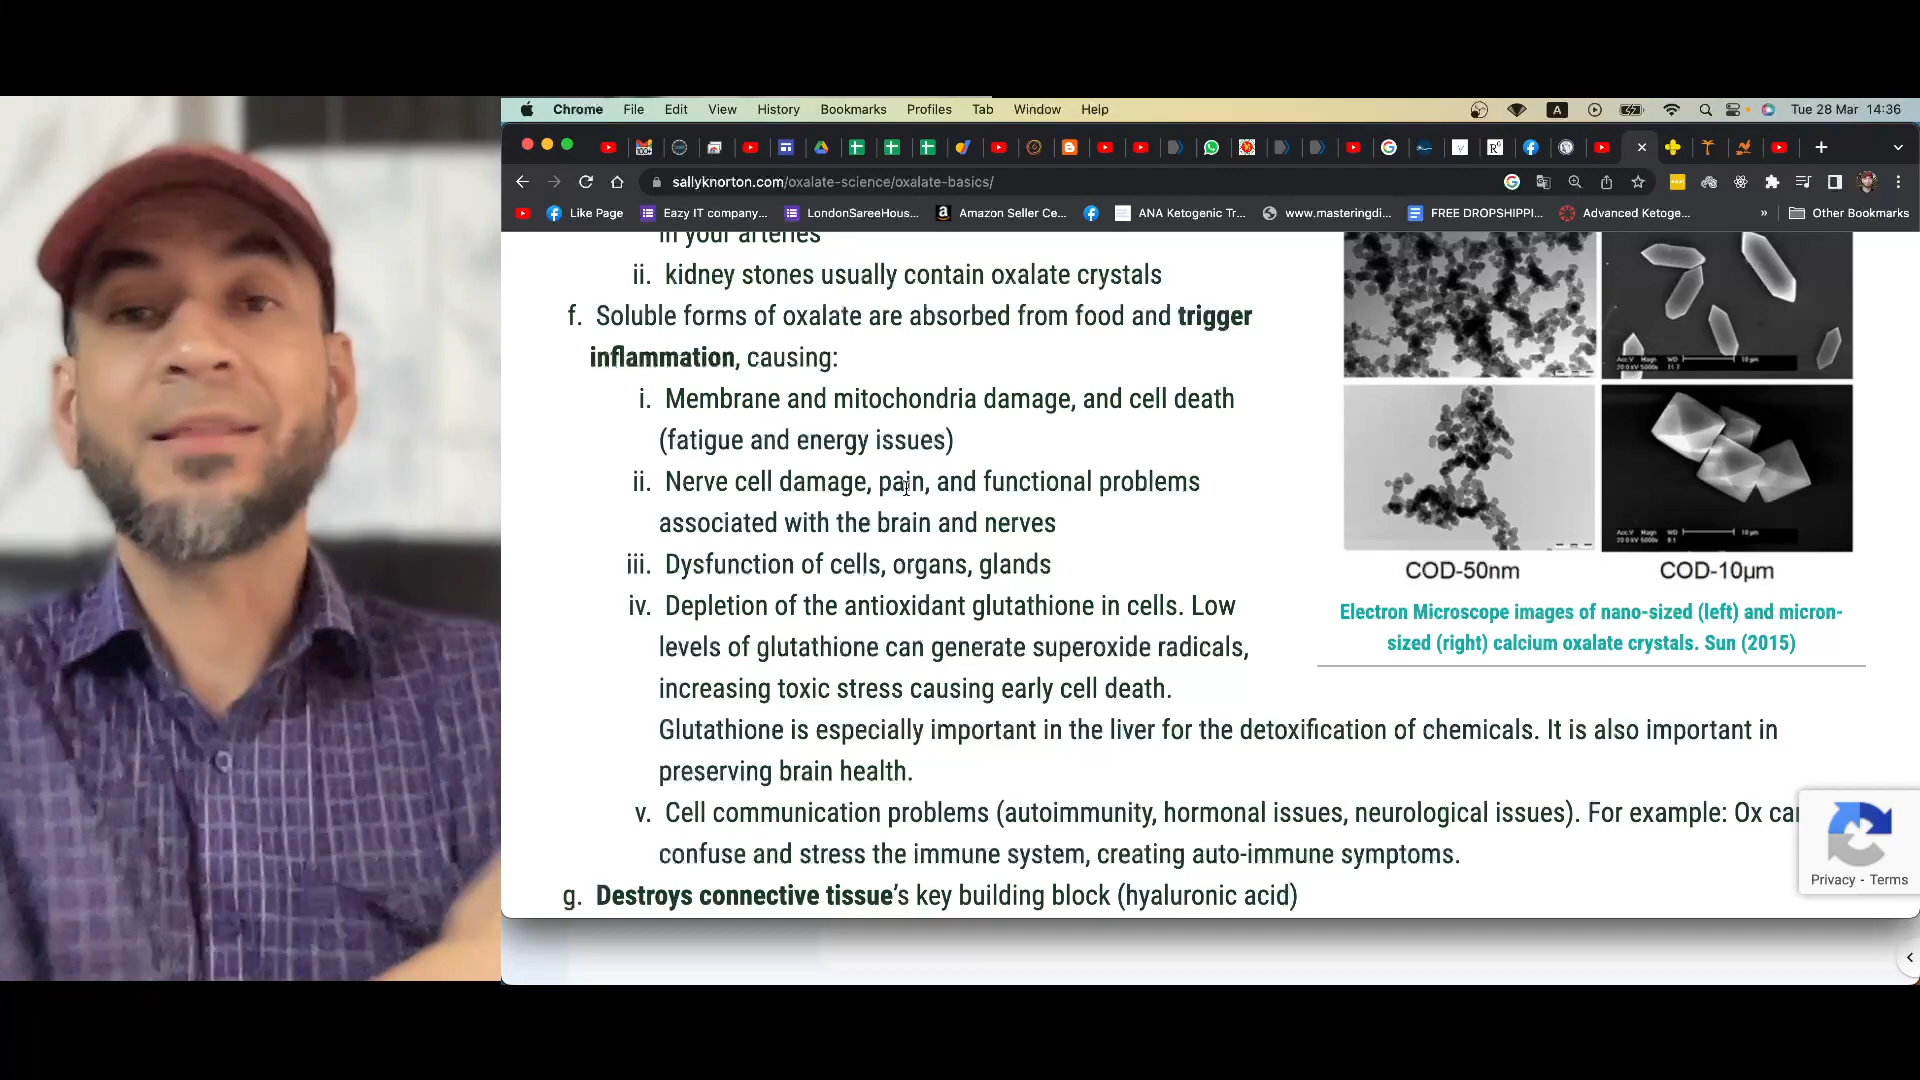 Chrome File Edit View History Bookmarks Profiles Tab Window Help A Tue 28 Mar 14:36
sallyknorton.com/oxalate-science/oxalate-basics/
Like Page Eazy IT company... LondonSareeHous... Amazon Seller Ce... ANA Ketogenic Tr... www.masteringdi... FREE DROPSHIPPI... Advanced Ketoge... » Other Bookmarks
in your arteries
ii. kidney stones usually contain oxalate crystals
f. Soluble forms of oxalate are absorbed from food and trigger
inflammation, causing:
i. Membrane and mitochondria damage, and cell death
(fatigue and energy issues)
ii. Nerve cell damage, pain, and functional problems
associated with the brain and nerves
iii. Dysfunction of cells, organs, glands
iv. Depletion of the antioxidant glutathione in cells. Low
levels of glutathione can generate superoxide radicals,
increasing toxic stress causing early cell death.
Glutathione is especially important in the liver for the detoxification of chemicals. It is also important in
preserving brain health.
v. Cell communication problems (autoimmunity, hormonal issues, neurological issues). For example: Ox can
confuse and stress the immune system, creating auto-immune symptoms.
g. Destroys connective tissue's key building block (hyaluronic acid)
COD-50nm COD-10µm
Electron Microscope images of nano-sized (left) and micron-
sized (right) calcium oxalate crystals. Sun (2015)
Privacy - Terms